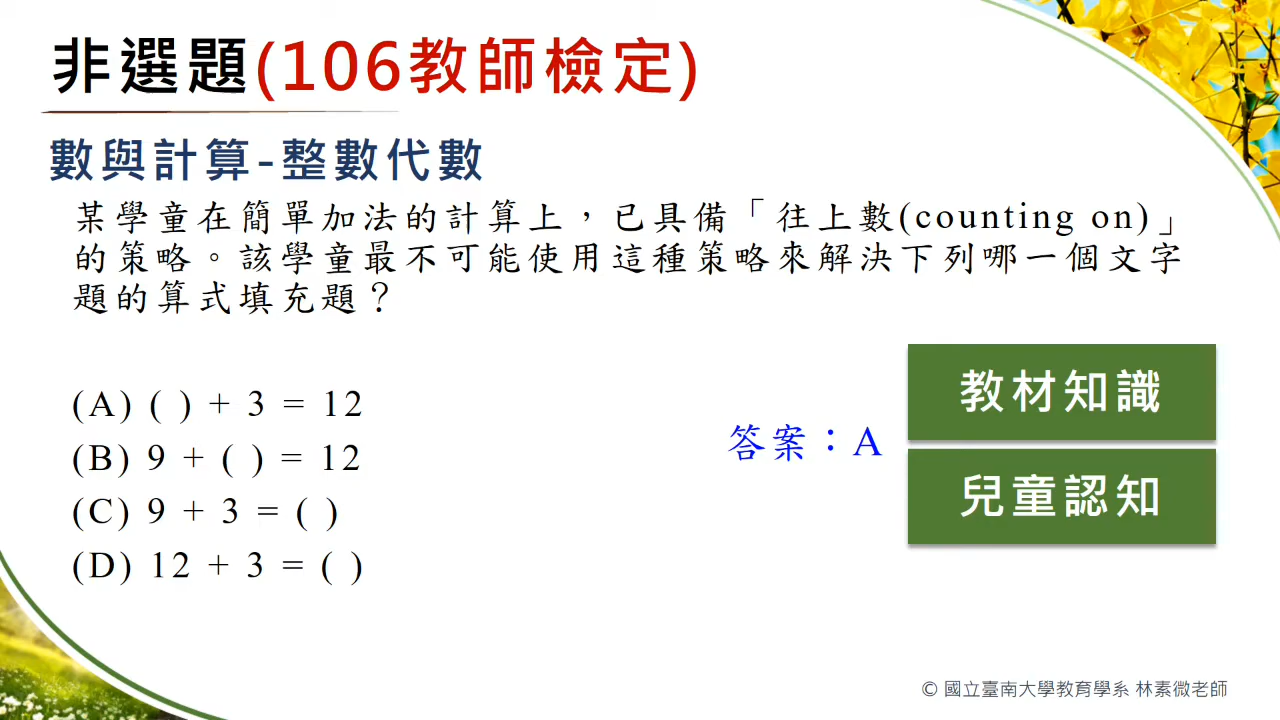 非選題(106教師檢定)
數與計算-整數代數
某學童在簡單加法的計算上，已具備「往上數(counting on)」
的策略。該學童最不可能使用這種策略來解決下列哪一個文字
題的算式填充題？
(A) ( ) + 3 = 12
(B) 9 + ( ) = 12
(C) 9 + 3 = ( )
(D) 12 + 3 = ( )
答案：A
教材知識
兒童認知
© 國立臺南大學教育學系 林素微老師